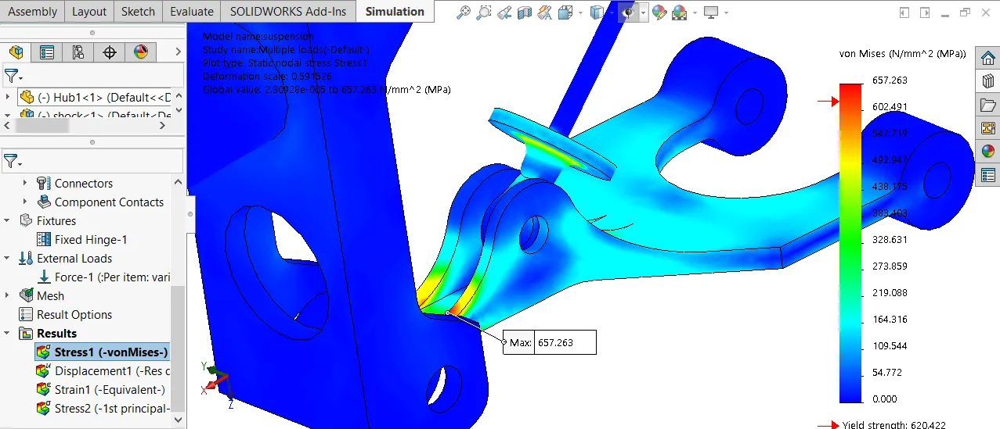 Assembly Layout Sketch Evaluate SOLIDWORKS Add-Ins Simulation
Model name:suspension
Study name:Multiple loads(-Default-)
Plot type: Static nodal stress Stress1
Deformation scale: 0.591526
Global value: 2.30928e-005 to 657.263 N/mm^2 (MPa)
(-) Hub1<1> (Default<<D
(-) shock<1> (Default<De
Connectors
Component Contacts
Fixtures
Fixed Hinge-1
External Loads
Force-1 (:Per item: vari
Mesh
Result Options
Results
Stress1 (-vonMises-)
Displacement1 (-Res c
Strain1 (-Equivalent-)
Stress2 (-1st principal-
Y
X
Z
Max: 657.263
von Mises (N/mm^2 (MPa))
657.263
602.491
547.719
492.947
438.175
383.403
328.631
273.859
219.088
164.316
109.544
54.772
0.000
Yield strength: 620.422